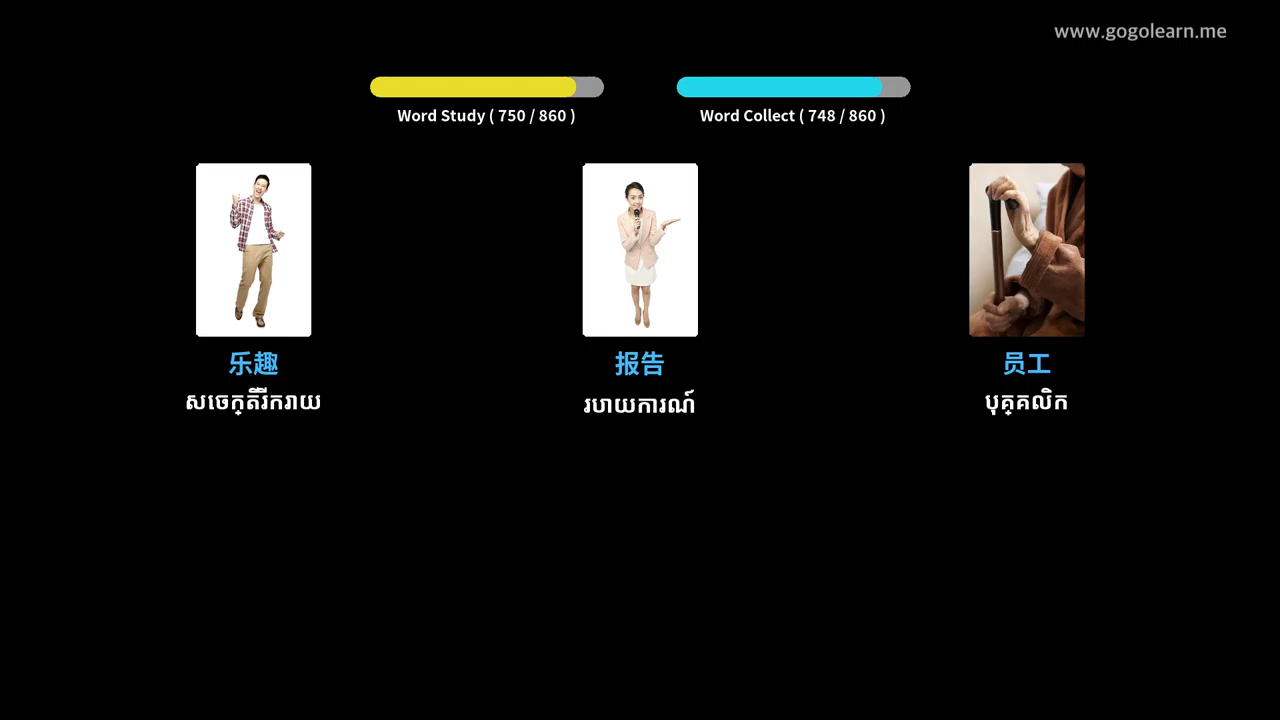 www.gogolearn.me
Word Study ( 750 / 860 )
Word Collect ( 748 / 860 )
乐趣
报告
员工
សចេក្តីរីករាយ
របាយការណ៍
បុគ្គលិក